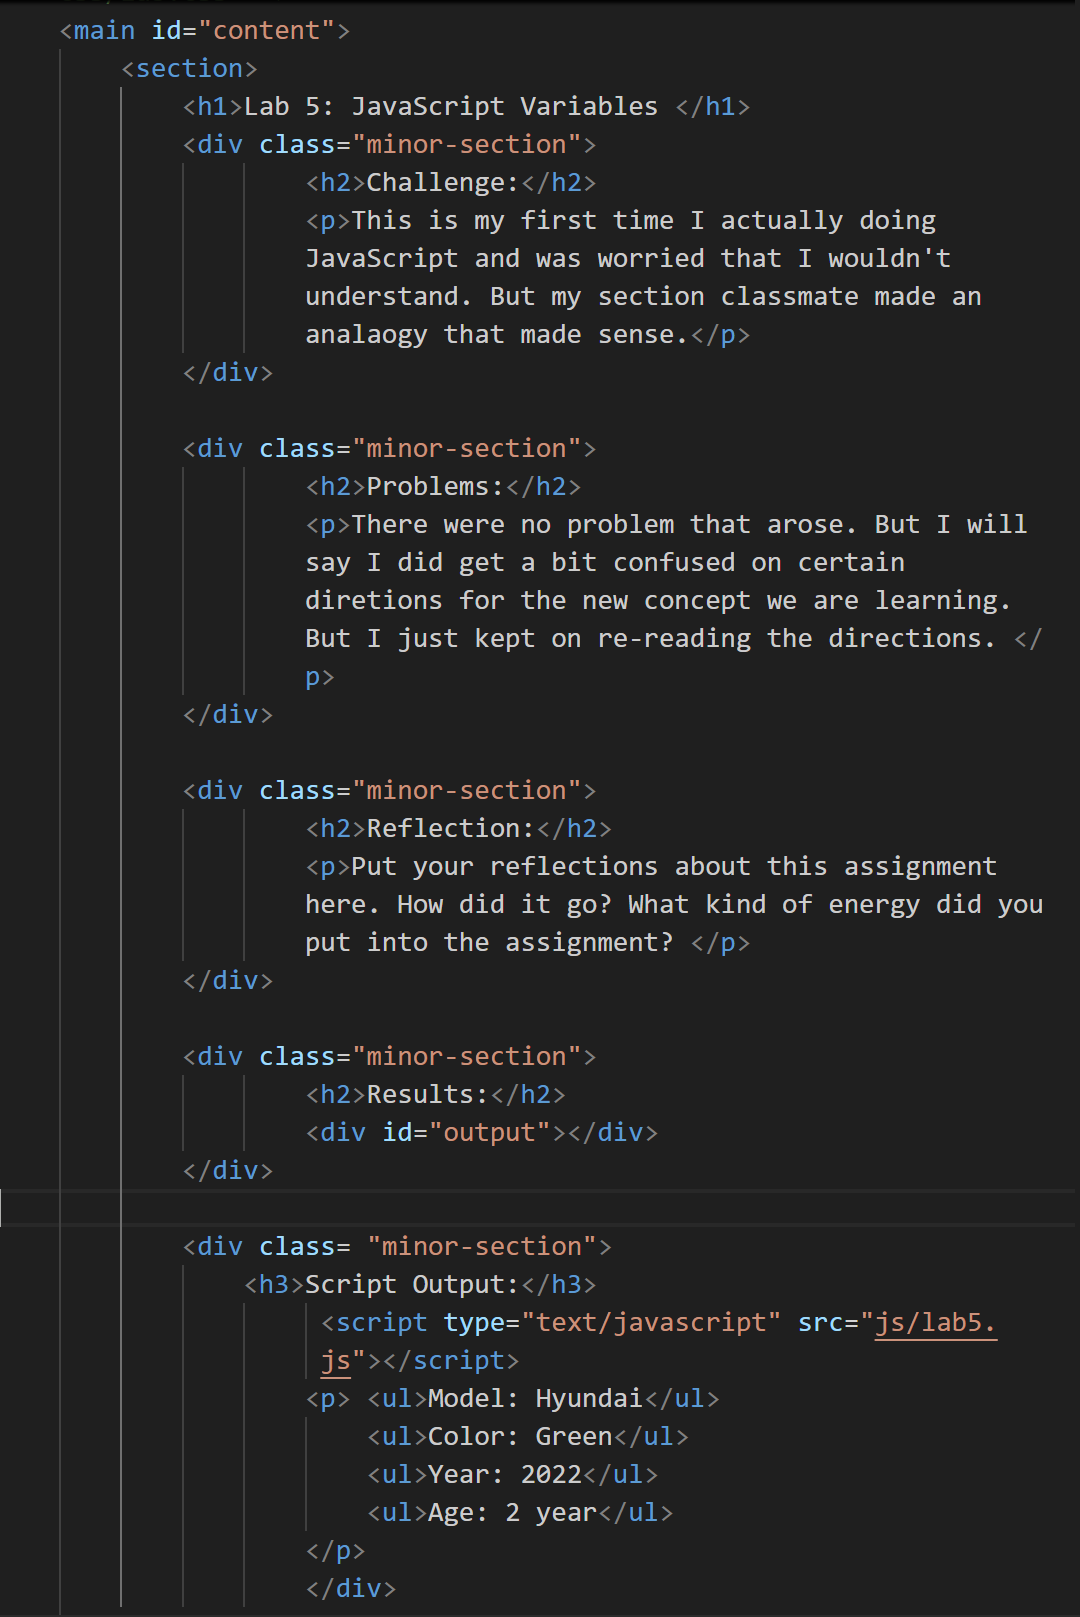 <main id="content">
<section>
<h1>Lab 5: JavaScript Variables </h1>
<div class="minor-section">
<h2>Challenge:</h2>
<p>This is my first time I actually doing
JavaScript and was worried that I wouldn't
understand. But my section classmate made an
analaogy that made sense.</p>
</div>
<div class="minor-section">
<h2>Problems:</h2>
<p>There were no problem that arose. But I will
say I did get a bit confused on certain
diretions for the new concept we are learning.
But I just kept on re-reading the directions. </
p>
</div>
<div class="minor-section">
<h2>Reflection:</h2>
<p>Put your reflections about this assignment
here. How did it go? What kind of energy did you
put into the assignment? </p>
</div>
<div class="minor-section">
<h2>Results:</h2>
<div id="output"></div>
</div>
<div class= "minor-section">
<h3>Script Output:</h3>
<script type="text/javascript" src="js/lab5.
js"></script>
<p> <ul>Model: Hyundai</ul>
<ul>Color: Green</ul>
<ul>Year: 2022</ul>
<ul>Age: 2 year</ul>
</p>
</div>